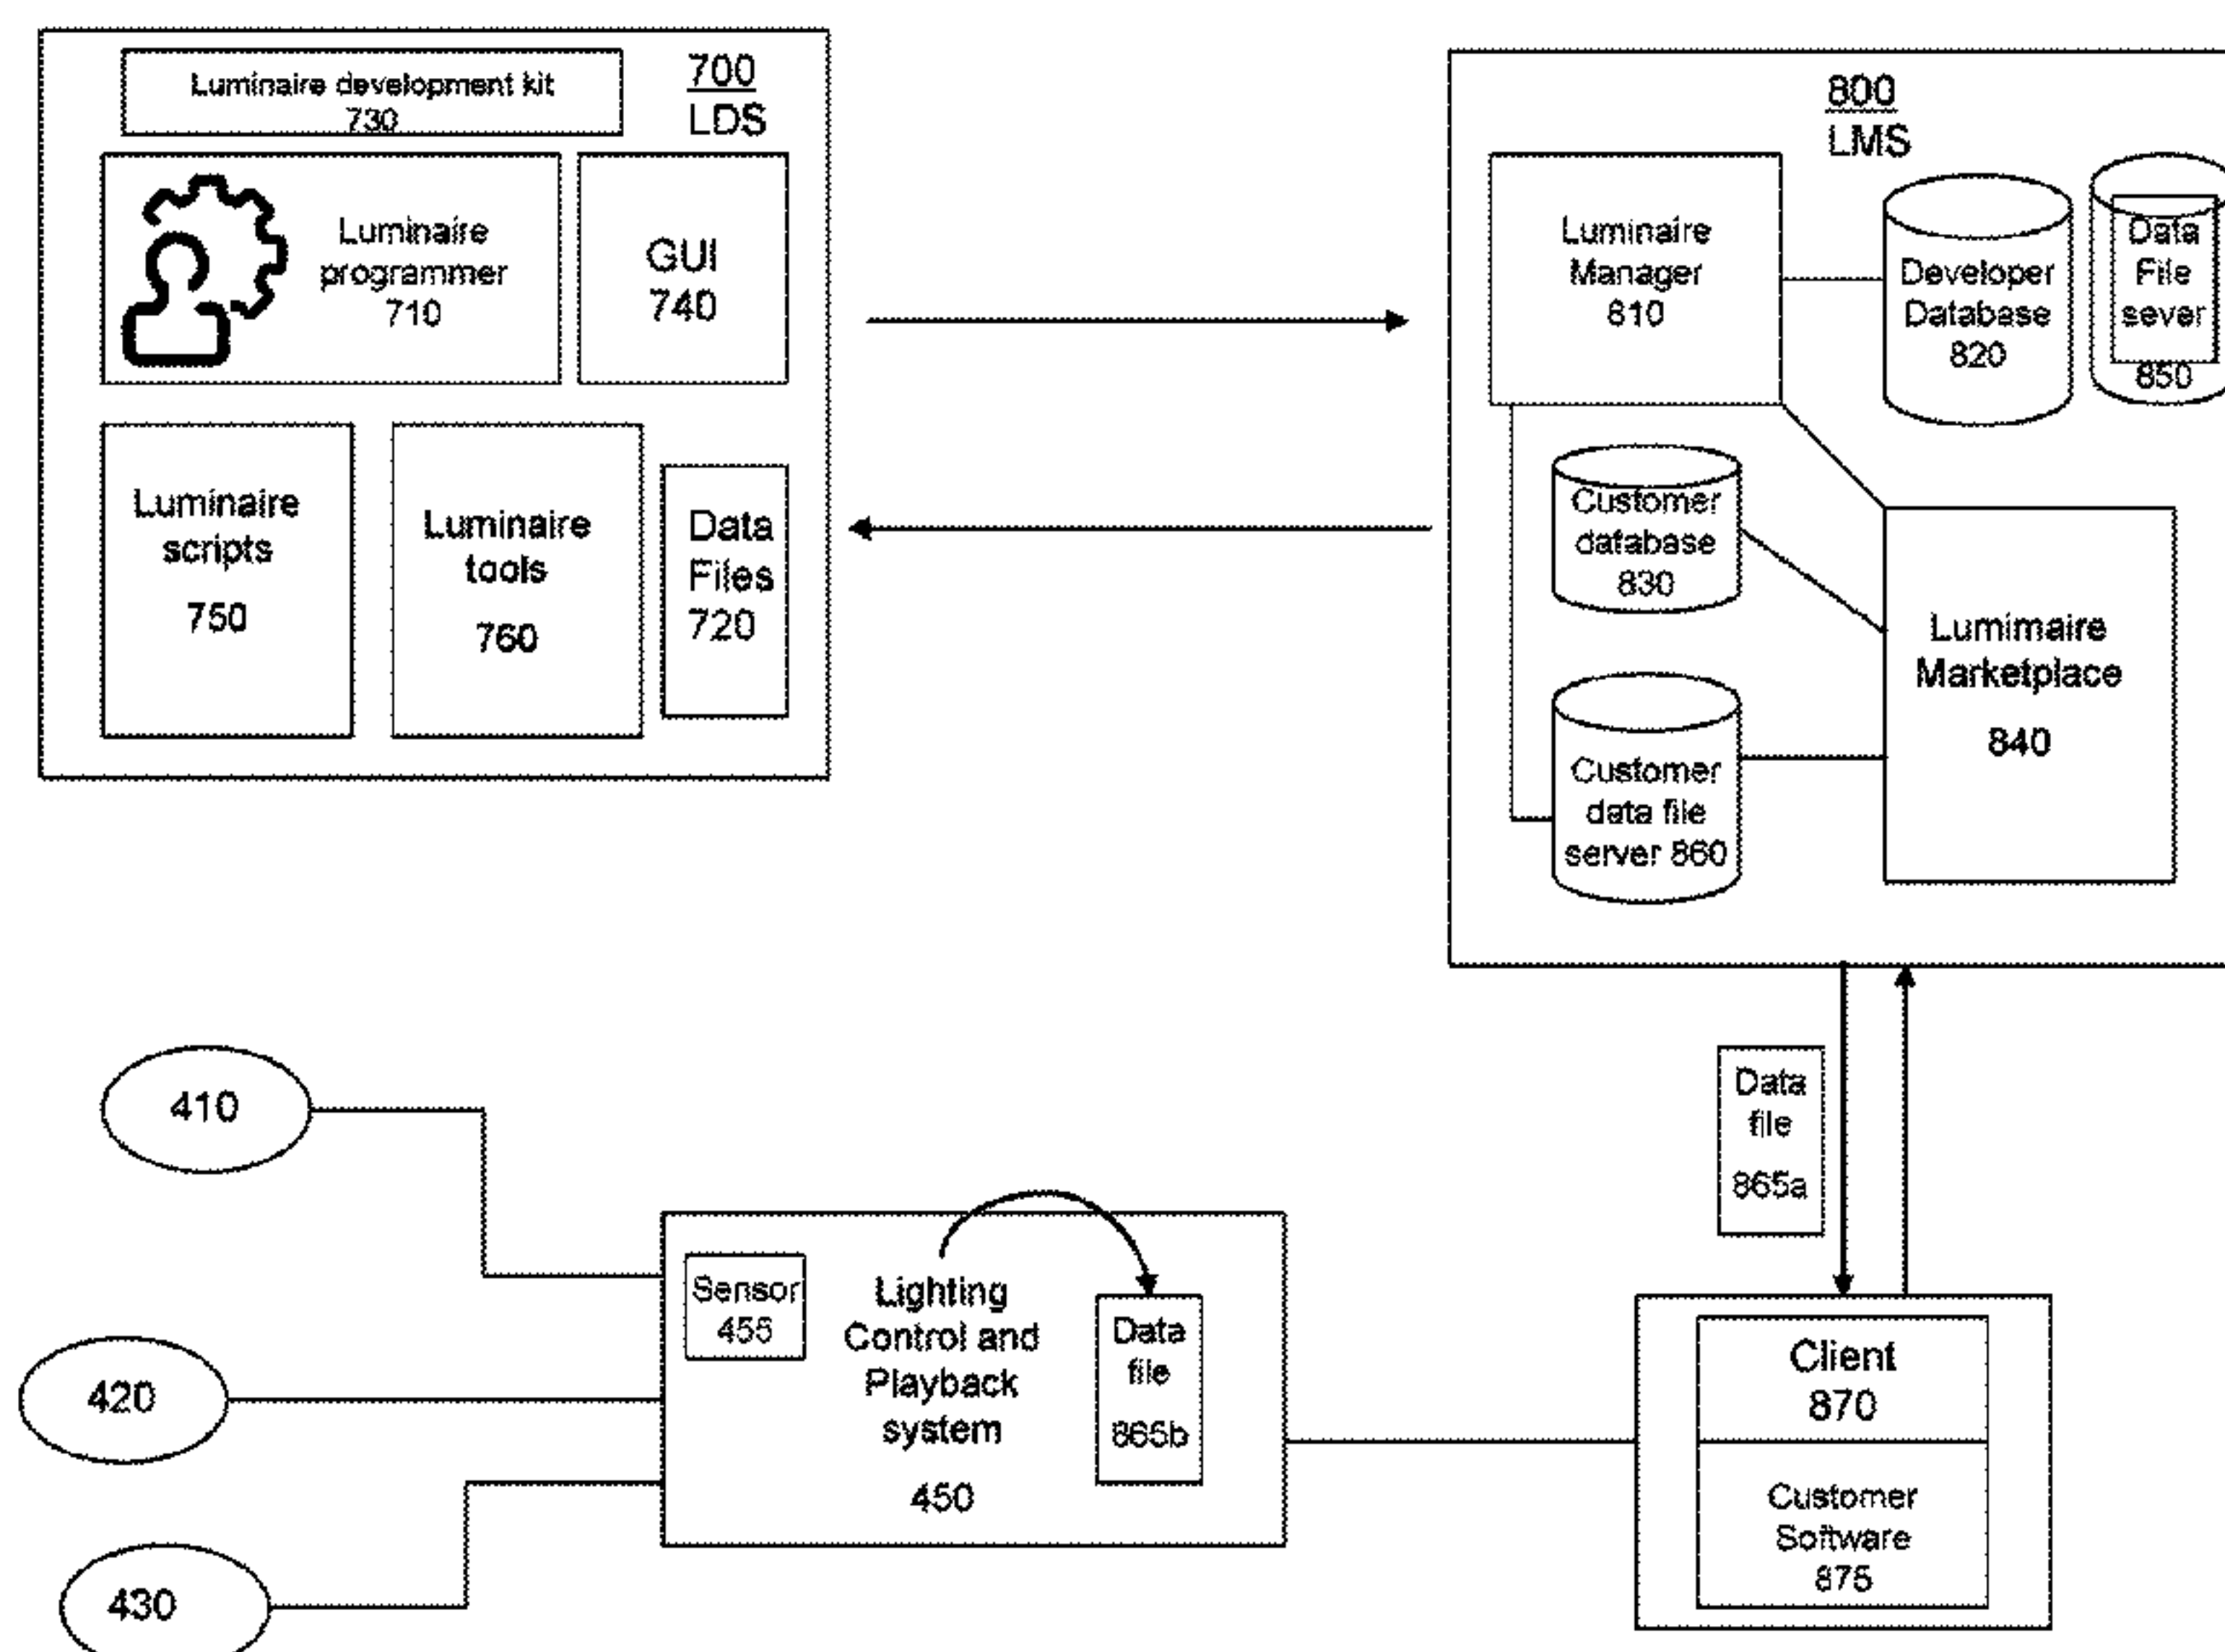 Luminaire development kit
730
700
LDS
Luminaire
programmer
710
GUI
740
Luminaire
scripts
750
Luminaire
tools
760
Data
Files
720
800
LMS
Luminaire
Manager
810
Developer
Database
820
Data
File
sever
850
Customer
database
830
Customer
data file
server 860
Lumimaire
Marketplace
840
410
420
430
Sensor
455
Lighting
Control and
Playback
system
450
Data
file
865b
Data
file
865a
Client
870
Customer
Software
875